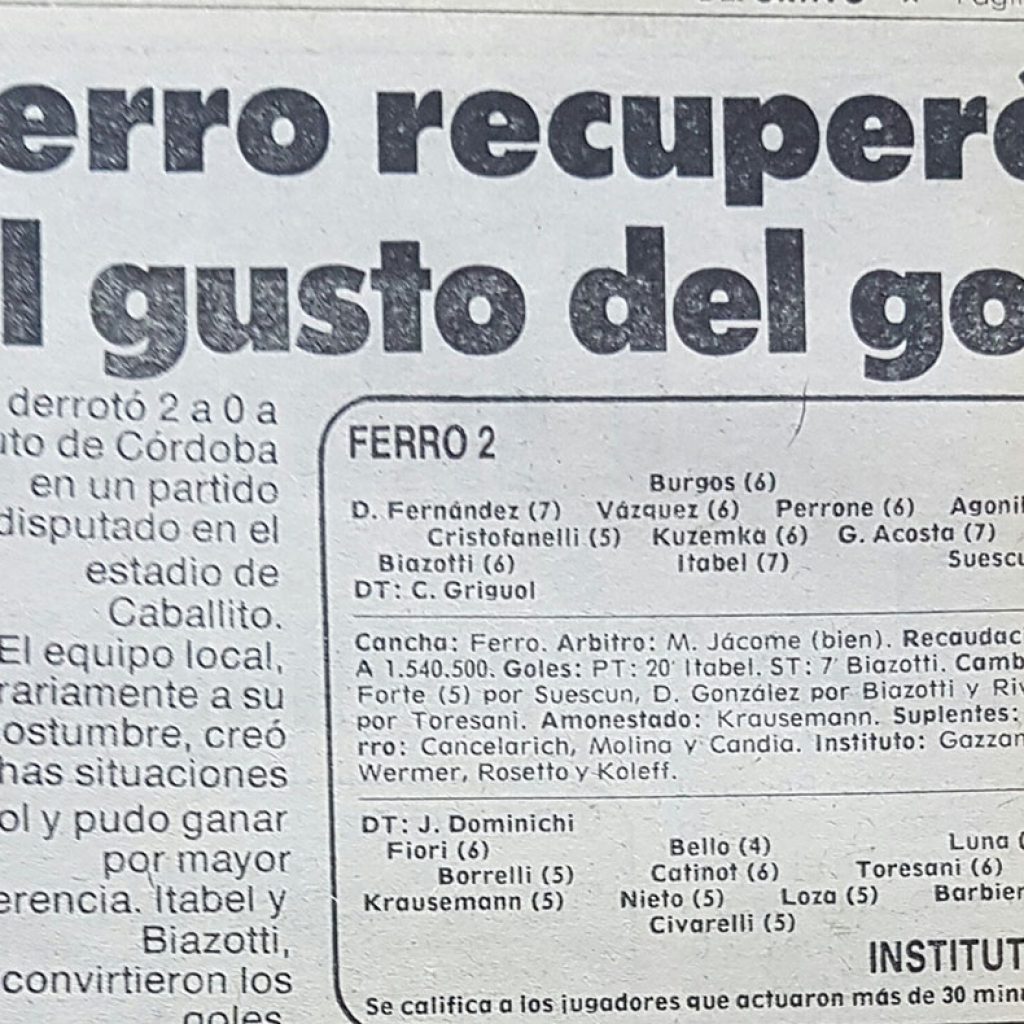 erro recuperó
l gusto del go
derrotó 2 a 0 a
uto de Córdoba
en un partido
disputado en el
estadio de
Caballito.
El equipo local,
rariamente a su
ostumbre, creó
has situaciones
ol y pudo ganar
por mayor
erencia. Itabel y
Biazotti,
convirtieron los
goles
FERRO 2
Burgos (6)
D. Fernández (7) Vázquez (6) Perrone (6) Agonil
Cristofanelli (5) Kuzemka (6) G. Acosta (7)
Biazotti (6) Itabel (7) Suescu
DT: C. Griguol
Cancha: Ferro. Arbitro: M. Jácome (bien). Recaudac
A 1.540.500. Goles: PT: 20' Itabel. ST: 7' Biazotti. Camb
Forte (5) por Suescun, D. González por Biazotti y Riv
por Toresani. Amonestado: Krausemann. Suplentes:
rro: Cancelarich, Molina y Candia. Instituto: Gazzan
Wermer, Rosetto y Koleff.
DT: J. Dominichi
Fiori (6) Bello (4) Luna (
Borrelli (5) Catinot (6) Toresani (6)
Krausemann (5) Nieto (5) Loza (5) Barbier
Civarelli (5)
INSTITUT
Se califica a los jugadores que actuaron más de 30 minu